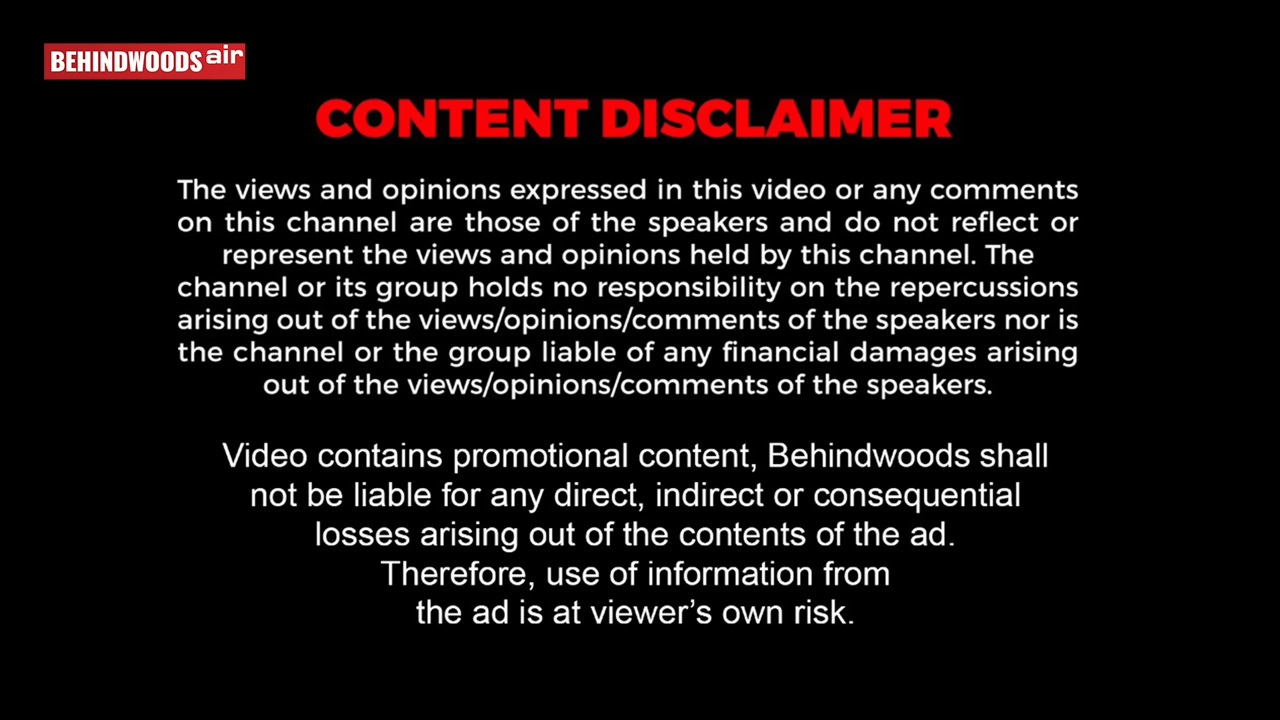 BEHINDWOODS air
CONTENT DISCLAIMER
The views and opinions expressed in this video or any comments
on this channel are those of the speakers and do not reflect or
represent the views and opinions held by this channel. The
channel or its group holds no responsibility on the repercussions
arising out of the views/opinions/comments of the speakers nor is
the channel or the group liable of any financial damages arising
out of the views/opinions/comments of the speakers.
Video contains promotional content, Behindwoods shall
not be liable for any direct, indirect or consequential
losses arising out of the contents of the ad.
Therefore, use of information from
the ad is at viewer’s own risk.